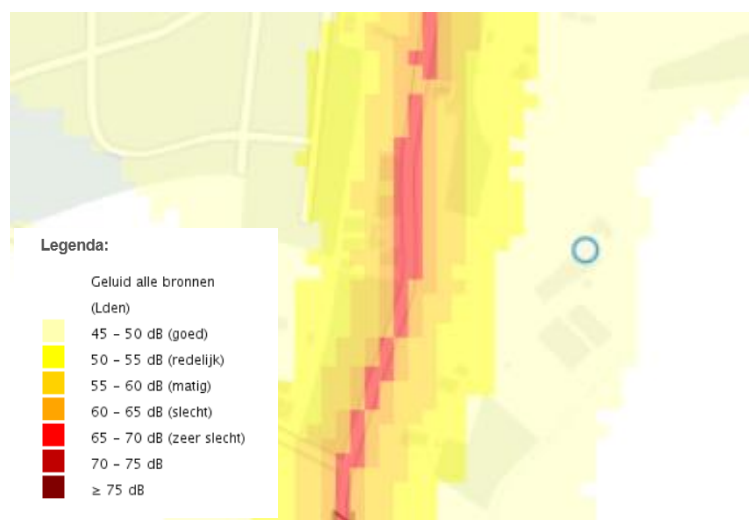 Legenda:
Geluid alle bronnen
(Lden)
45 – 50 dB (goed)
50 – 55 dB (redelijk)
55 – 60 dB (matig)
60 – 65 dB (slecht)
65 – 70 dB (zeer slecht)
70 – 75 dB
≥ 75 dB